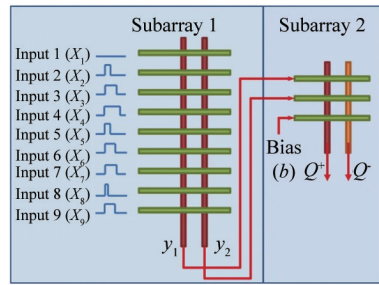 Subarray 1
Subarray 2
Input 1 (X₁)
Input 2 (X₂)
Input 3 (X₃)
Input 4 (X₄)
Input 5 (X₅)
Input 6 (X₆)
Input 7 (X₇)
Input 8 (X₈)
Input 9 (X₉)
y₁
y₂
Bias
(b) Q⁺ Q⁻